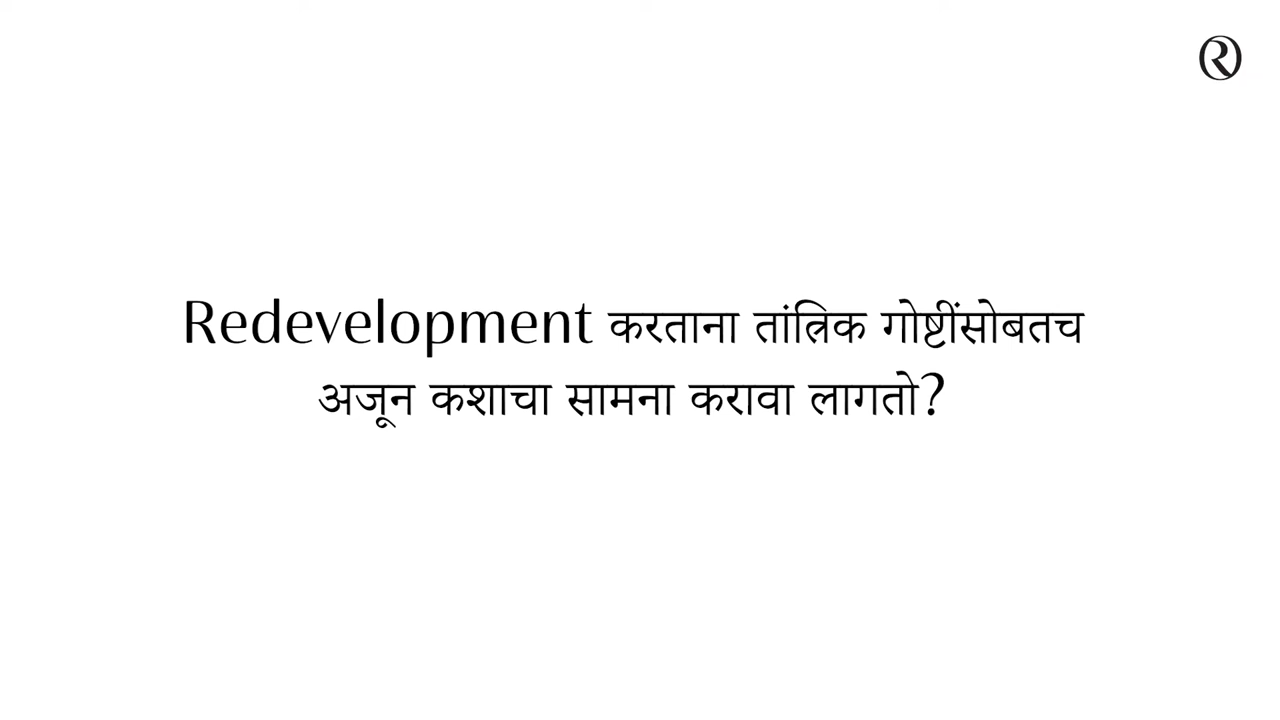 Redevelopment करताना तांत्रिक गोष्टींसोबतच
अजून कशाचा सामना करावा लागतो?